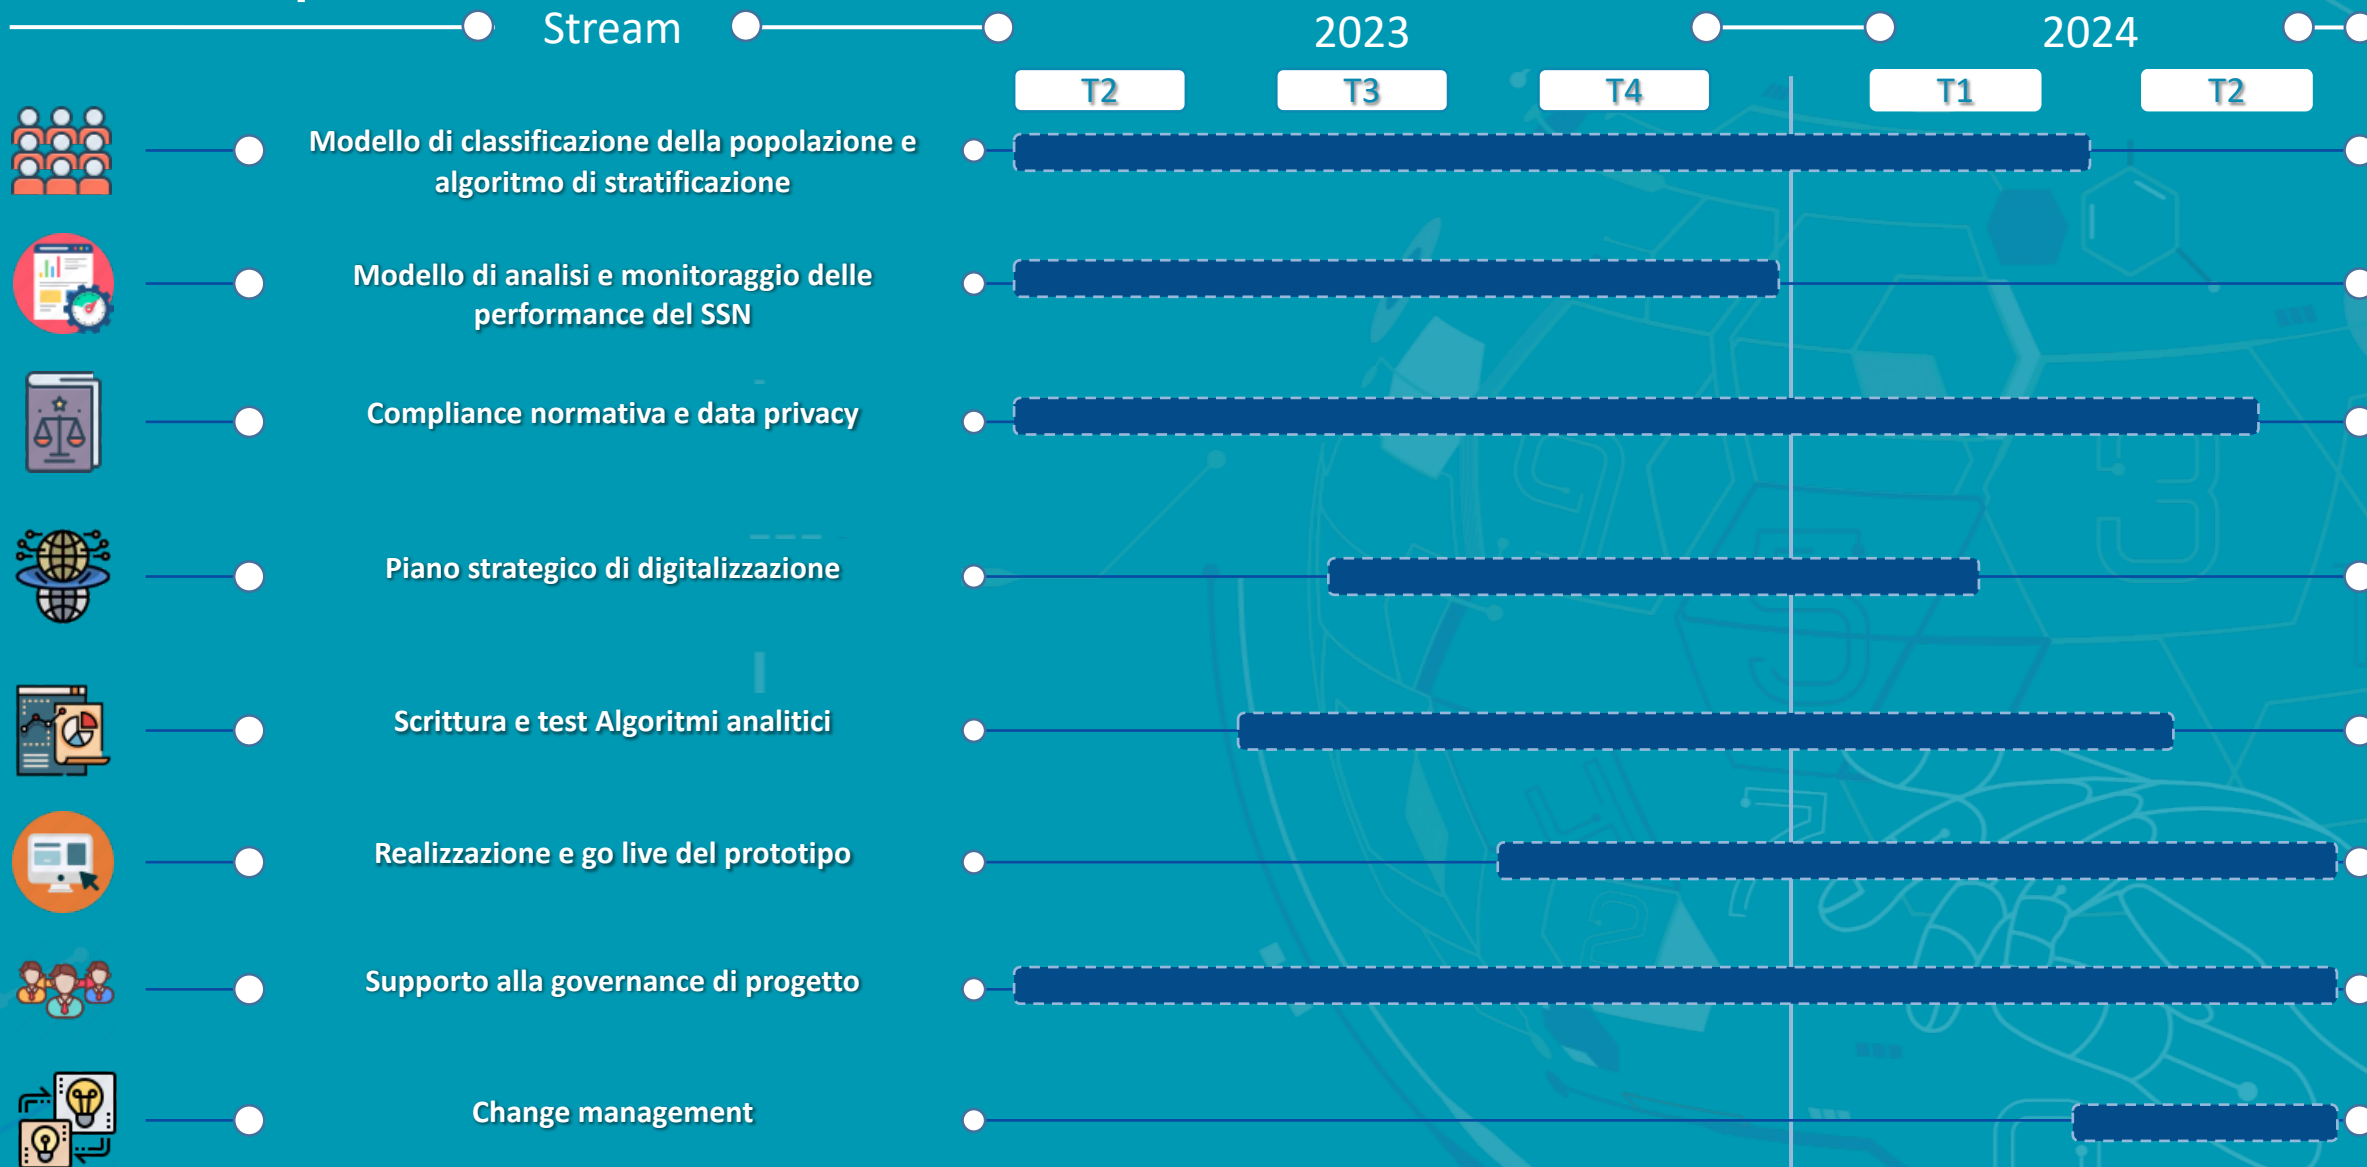 Stream
2023
2024
T2
T3
T4
T1
T2
Modello di classificazione della popolazione e
algoritmo di stratificazione
Modello di analisi e monitoraggio delle
performance del SSN
Compliance normativa e data privacy
Piano strategico di digitalizzazione
Scrittura e test Algoritmi analitici
Realizzazione e go live del prototipo
Supporto alla governance di progetto
Change management